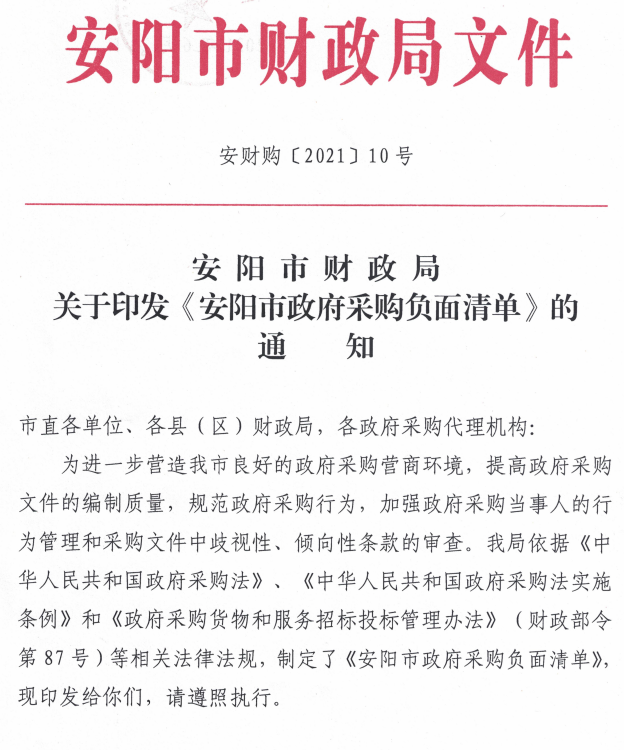 安阳市财政局文件
安财购〔2021〕10号
安阳市财政局
关于印发《安阳市政府采购负面清单》的
通知
市直各单位、各县（区）财政局，各政府采购代理机构：
为进一步营造我市良好的政府采购营商环境，提高政府采购
文件的编制质量，规范政府采购行为，加强政府采购当事人的行
为管理和采购文件中歧视性、倾向性条款的审查。我局依据《中
华人民共和国政府采购法》、《中华人民共和国政府采购法实施
条例》和《政府采购货物和服务招标投标管理办法》（财政部令
第87号）等相关法律法规，制定了《安阳市政府采购负面清单》，
现印发给你们，请遵照执行。